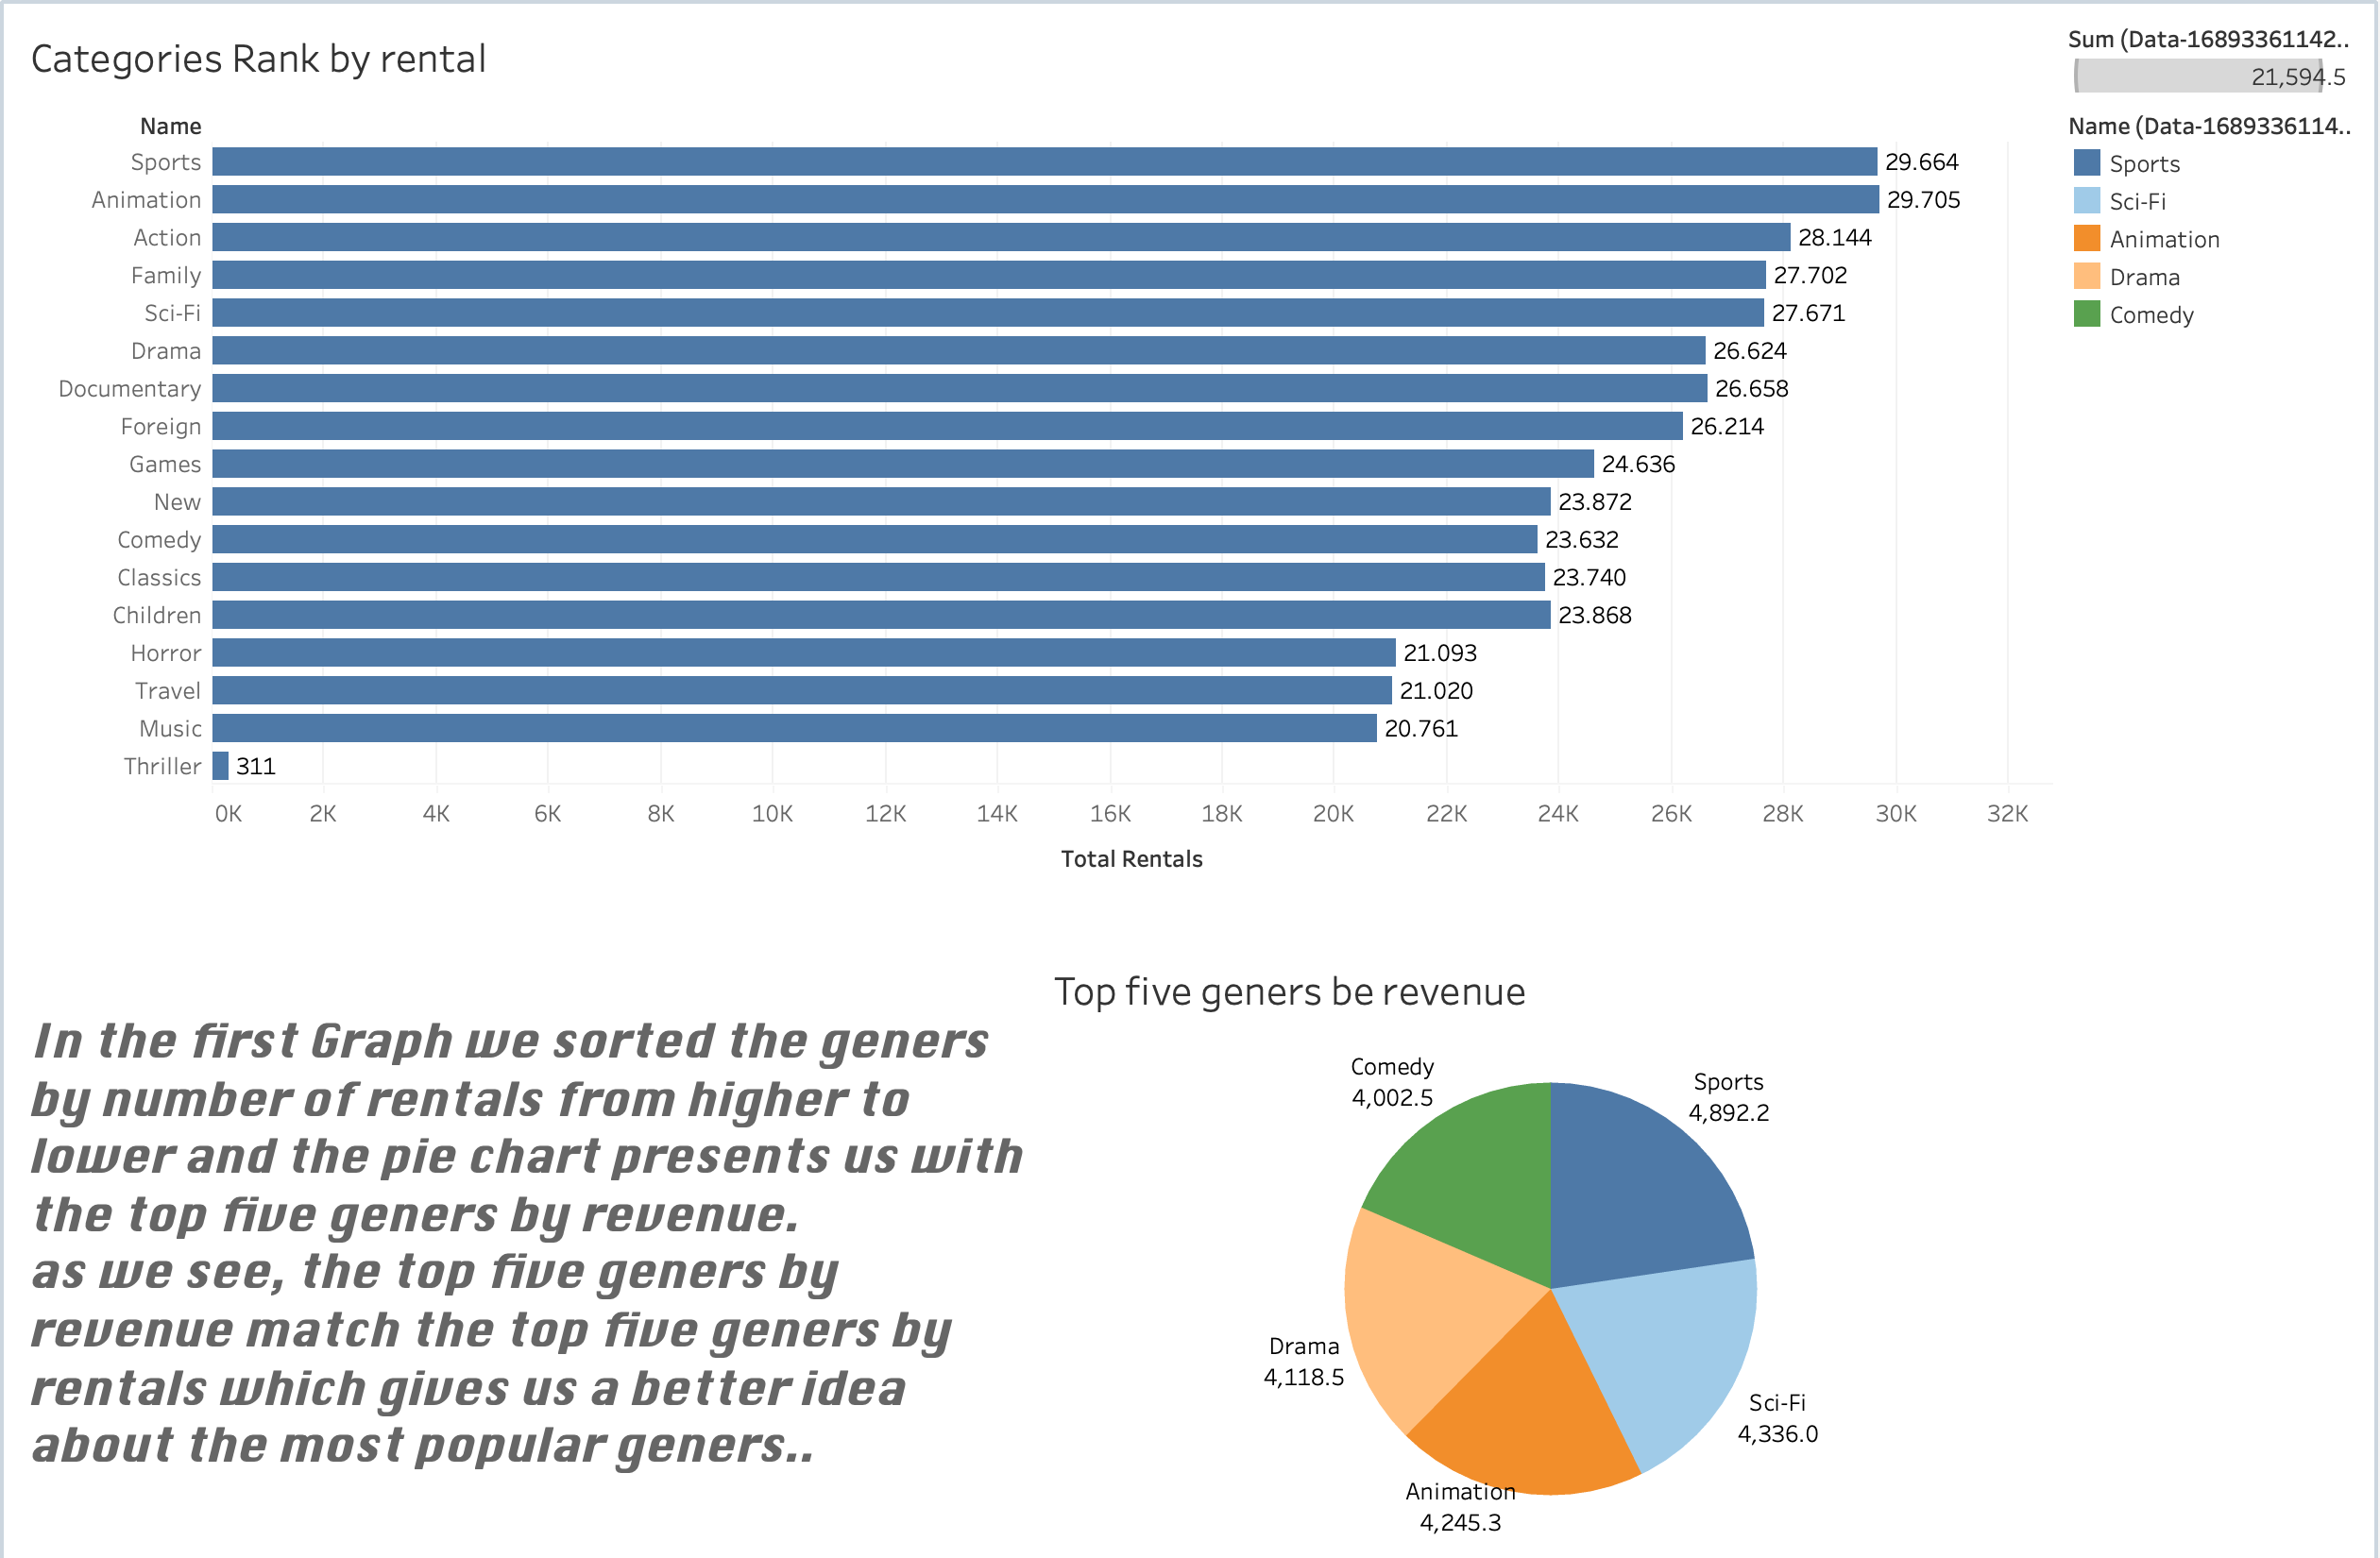 Categories Rank by rental
Sum (Data-16893361142..
21,594.5
Name (Data-1689336114..
Sports
Sci-Fi
Animation
Drama
Comedy
Name
Sports 29.664
Animation 29.705
Action 28.144
Family 27.702
Sci-Fi 27.671
Drama 26.624
Documentary 26.658
Foreign 26.214
Games 24.636
New 23.872
Comedy 23.632
Classics 23.740
Children 23.868
Horror 21.093
Travel 21.020
Music 20.761
Thriller 311
0K 2K 4K 6K 8K 10K 12K 14K 16K 18K 20K 22K 24K 26K 28K 30K 32K
Total Rentals
In the first Graph we sorted the geners
by number of rentals from higher to
lower and the pie chart presents us with
the top five geners by revenue.
as we see, the top five geners by
revenue match the top five geners by
rentals which gives us a better idea
about the most popular geners..
Top five geners be revenue
Comedy
4,002.5
Sports
4,892.2
Drama
4,118.5
Sci-Fi
4,336.0
Animation
4,245.3